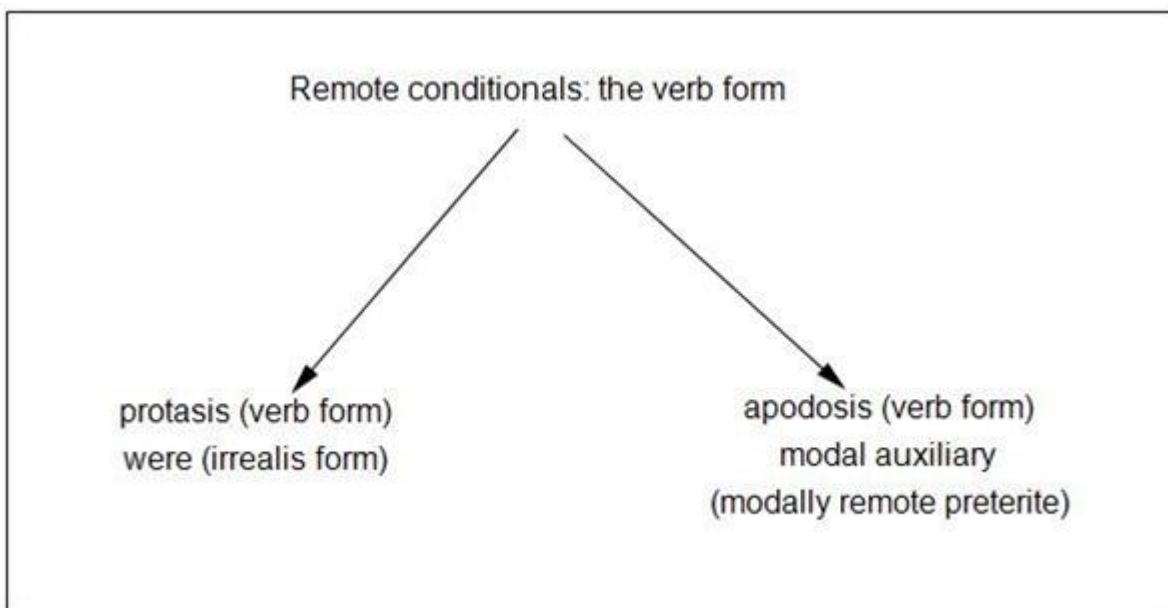 Remote conditionals: the verb form
protasis (verb form)
were (irrealis form)
apodosis (verb form)
modal auxiliary
(modally remote preterite)